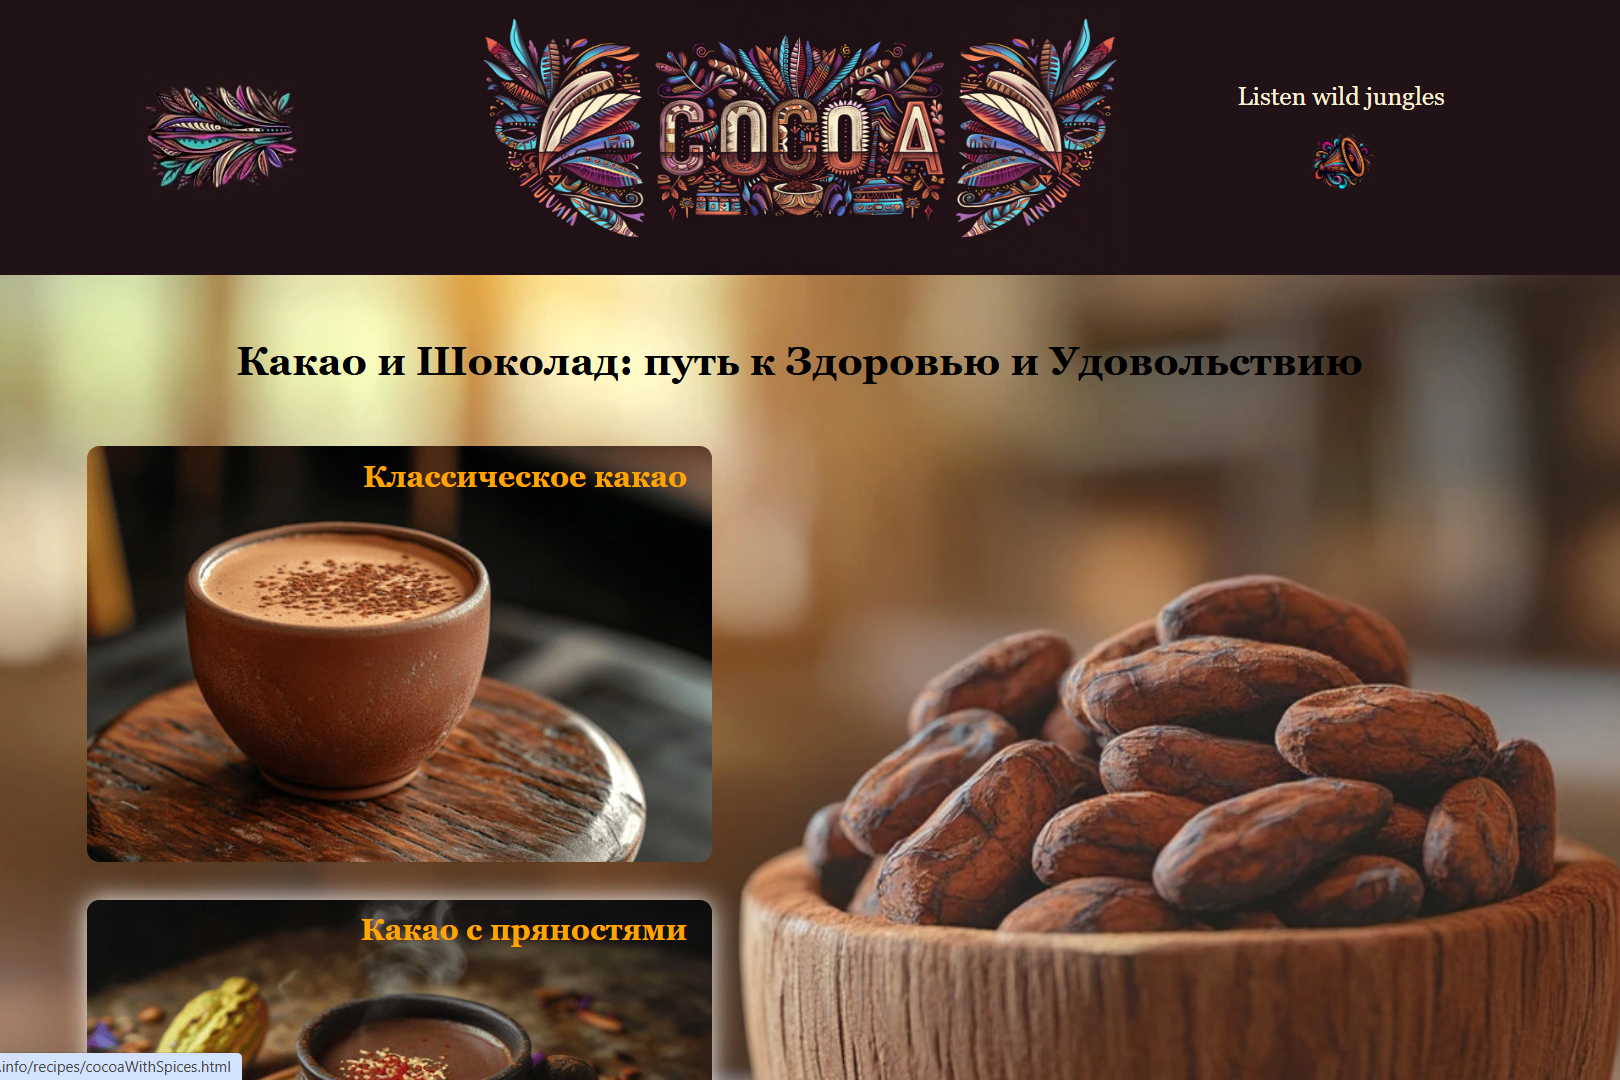 COCOA
Listen wild jungles
Какао и Шоколад: путь к Здоровью и Удовольствию
Классическое какао
Какао с пряностями
.info/recipes/cocoaWithSpices.html